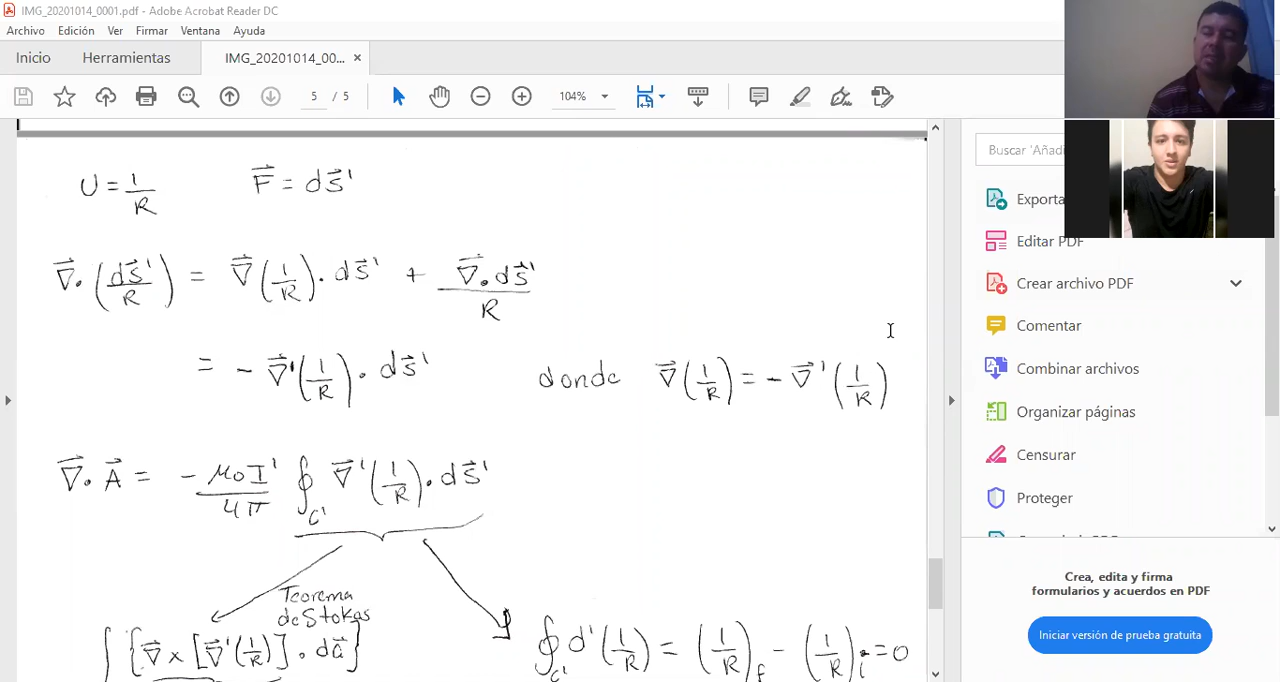 IMG_20201014_0001.pdf - Adobe Acrobat Reader DC
Archivo Edición Ver Firmar Ventana Ayuda
Inicio Herramientas IMG_20201014_00... ×
5 / 5 104%
U = 1/R F⃗ = ds⃗'
∇⃗ · (ds⃗'/R) = ∇⃗(1/R) · ds⃗' + ∇⃗ · ds⃗'/R
= - ∇⃗'(1/R) · ds⃗' donde ∇⃗(1/R) = - ∇⃗'(1/R)
∇⃗ · A⃗ = - μ0I'/4π ∮C' ∇⃗'(1/R) · ds⃗'
Teorema
de Stokes
∫ {∇⃗ × [∇⃗'(1/R)] · da⃗} ∮C' d'(1/R) = (1/R)f - (1/R)i = 0
Buscar 'Añadi
Exporta
Editar PDF
Crear archivo PDF
Comentar
Combinar archivos
Organizar páginas
Censurar
Proteger
Crea, edita y firma
formularios y acuerdos en PDF
Iniciar versión de prueba gratuita